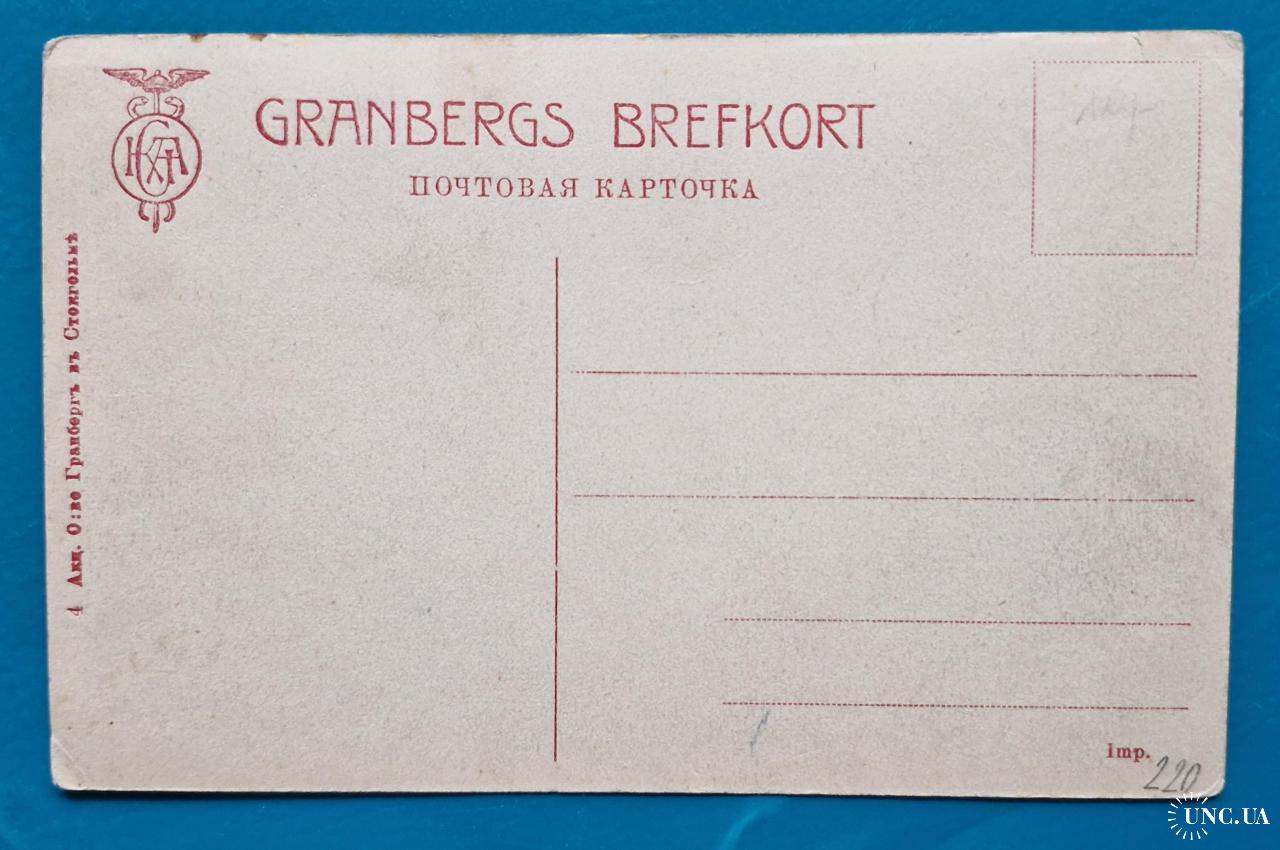 GRANBERGS BREFKORT
ПОЧТОВАЯ КАРТОЧКА
4 Акц. О:во Гранбергъ въ Стокгольмѣ
Imp.
220
UNC.UA